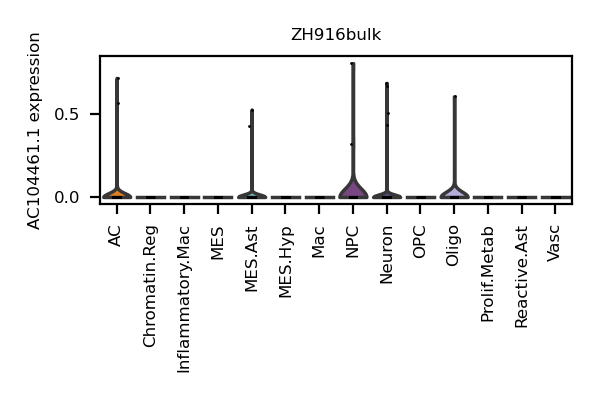 ZH916bulk
AC104461.1 expression
0.5
0.0
AC
Chromatin.Reg
Inflammatory.Mac
MES
MES.Ast
MES.Hyp
Mac
NPC
Neuron
OPC
Oligo
Prolif.Metab
Reactive.Ast
Vasc